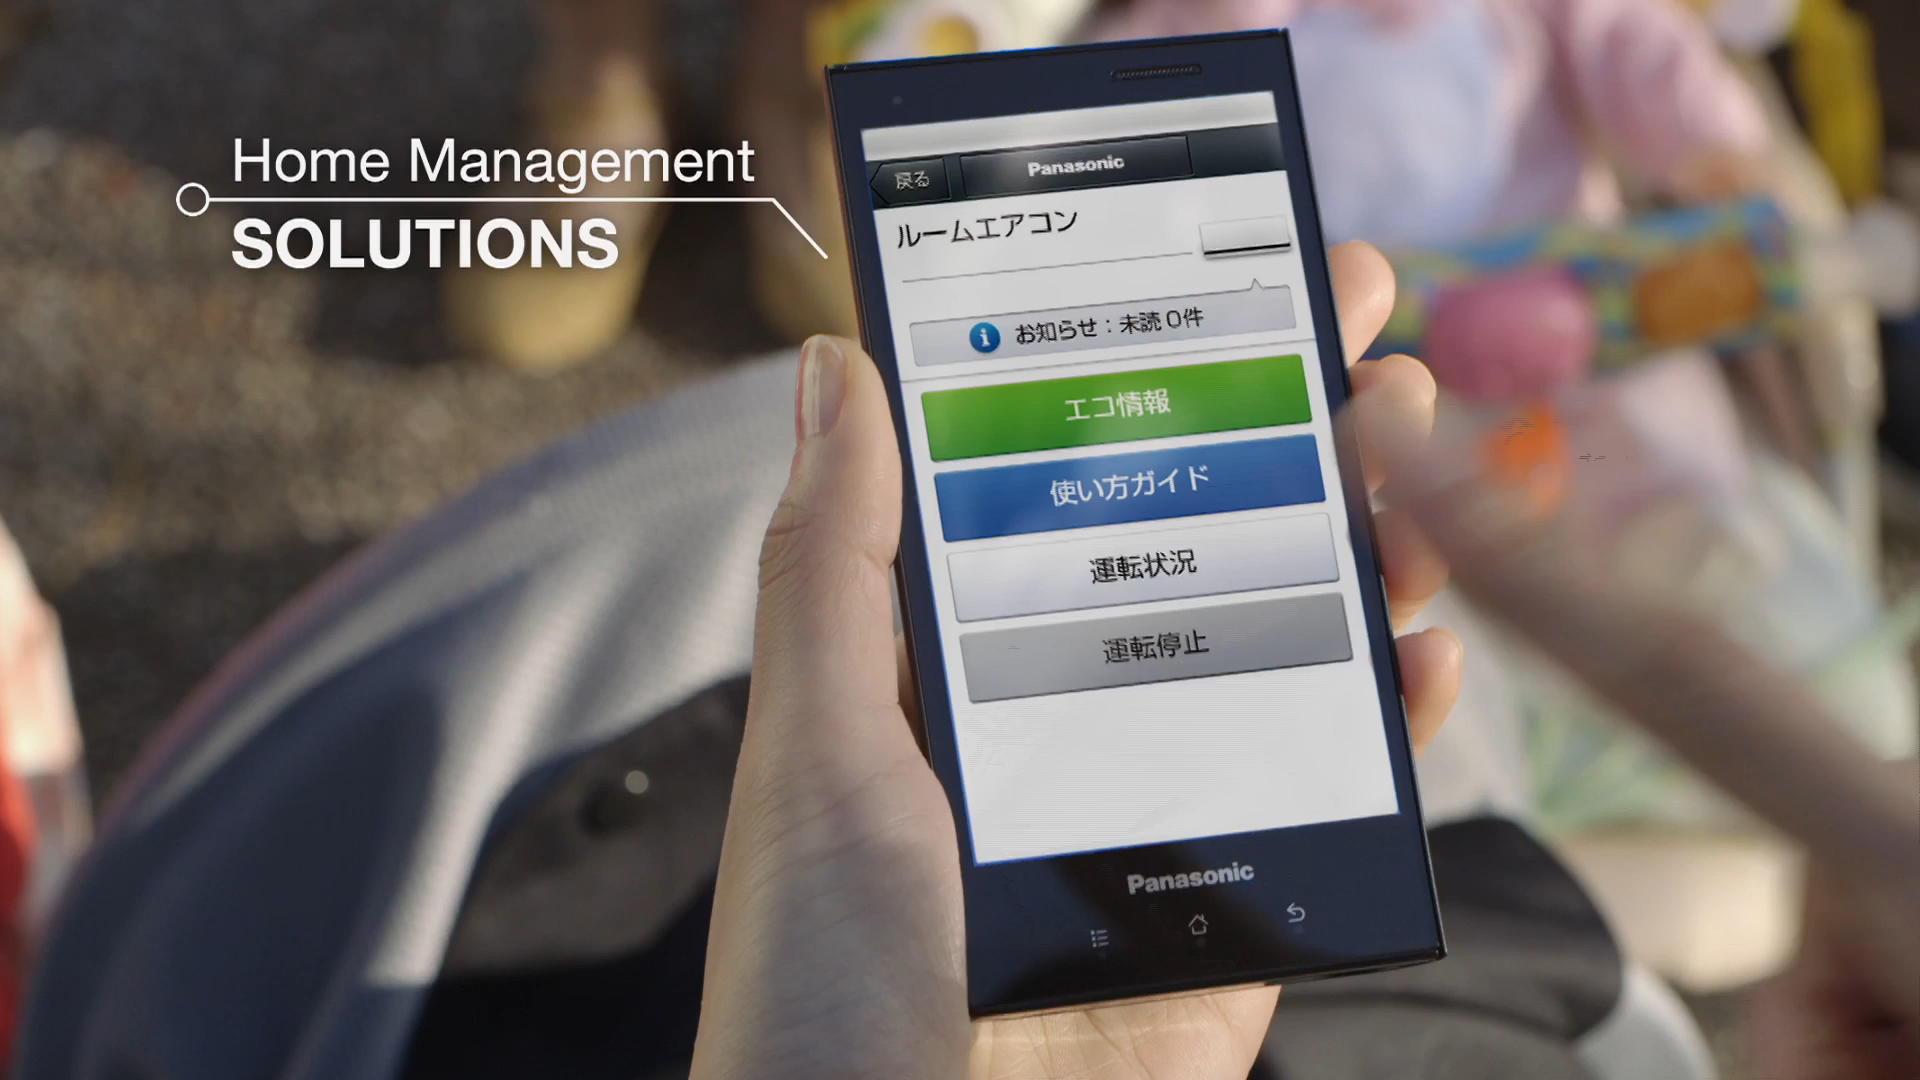 Home Management
SOLUTIONS
戻る
Panasonic
ルームエアコン
お知らせ：未読 0件
エコ情報
使い方ガイド
運転状況
運転停止
Panasonic